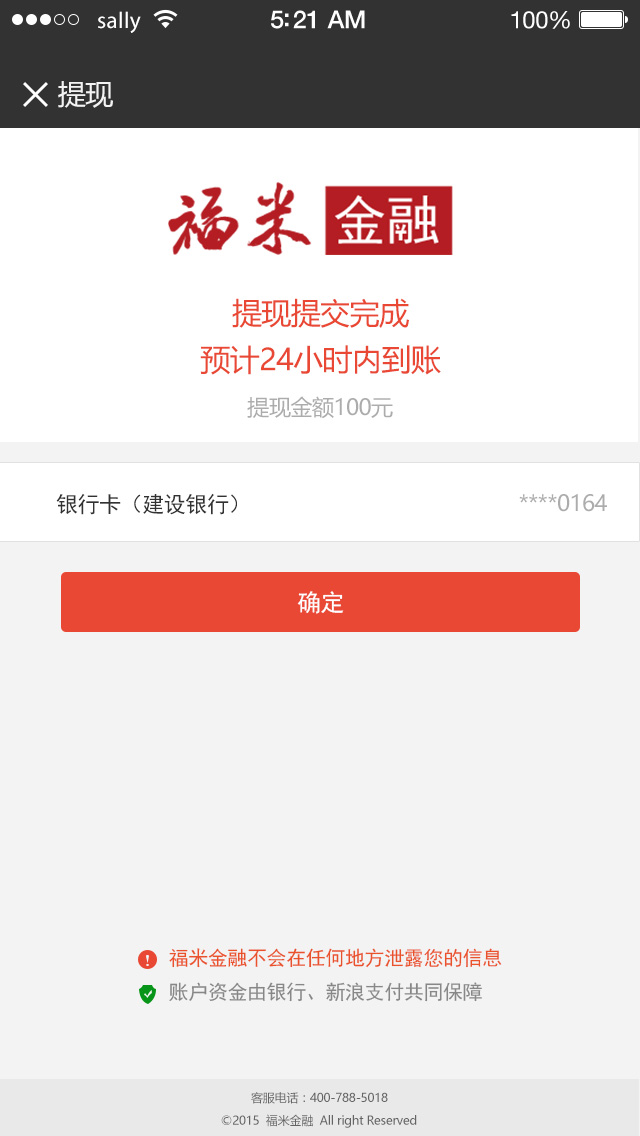 sally 5:21 AM 100%
提现
福米 金融
提现提交完成
预计24小时内到账
提现金额100元
银行卡（建设银行） ****0164
确定
福米金融不会在任何地方泄露您的信息
账户资金由银行、新浪支付共同保障
客服电话：400-788-5018
©2015 福米金融 All right Reserved